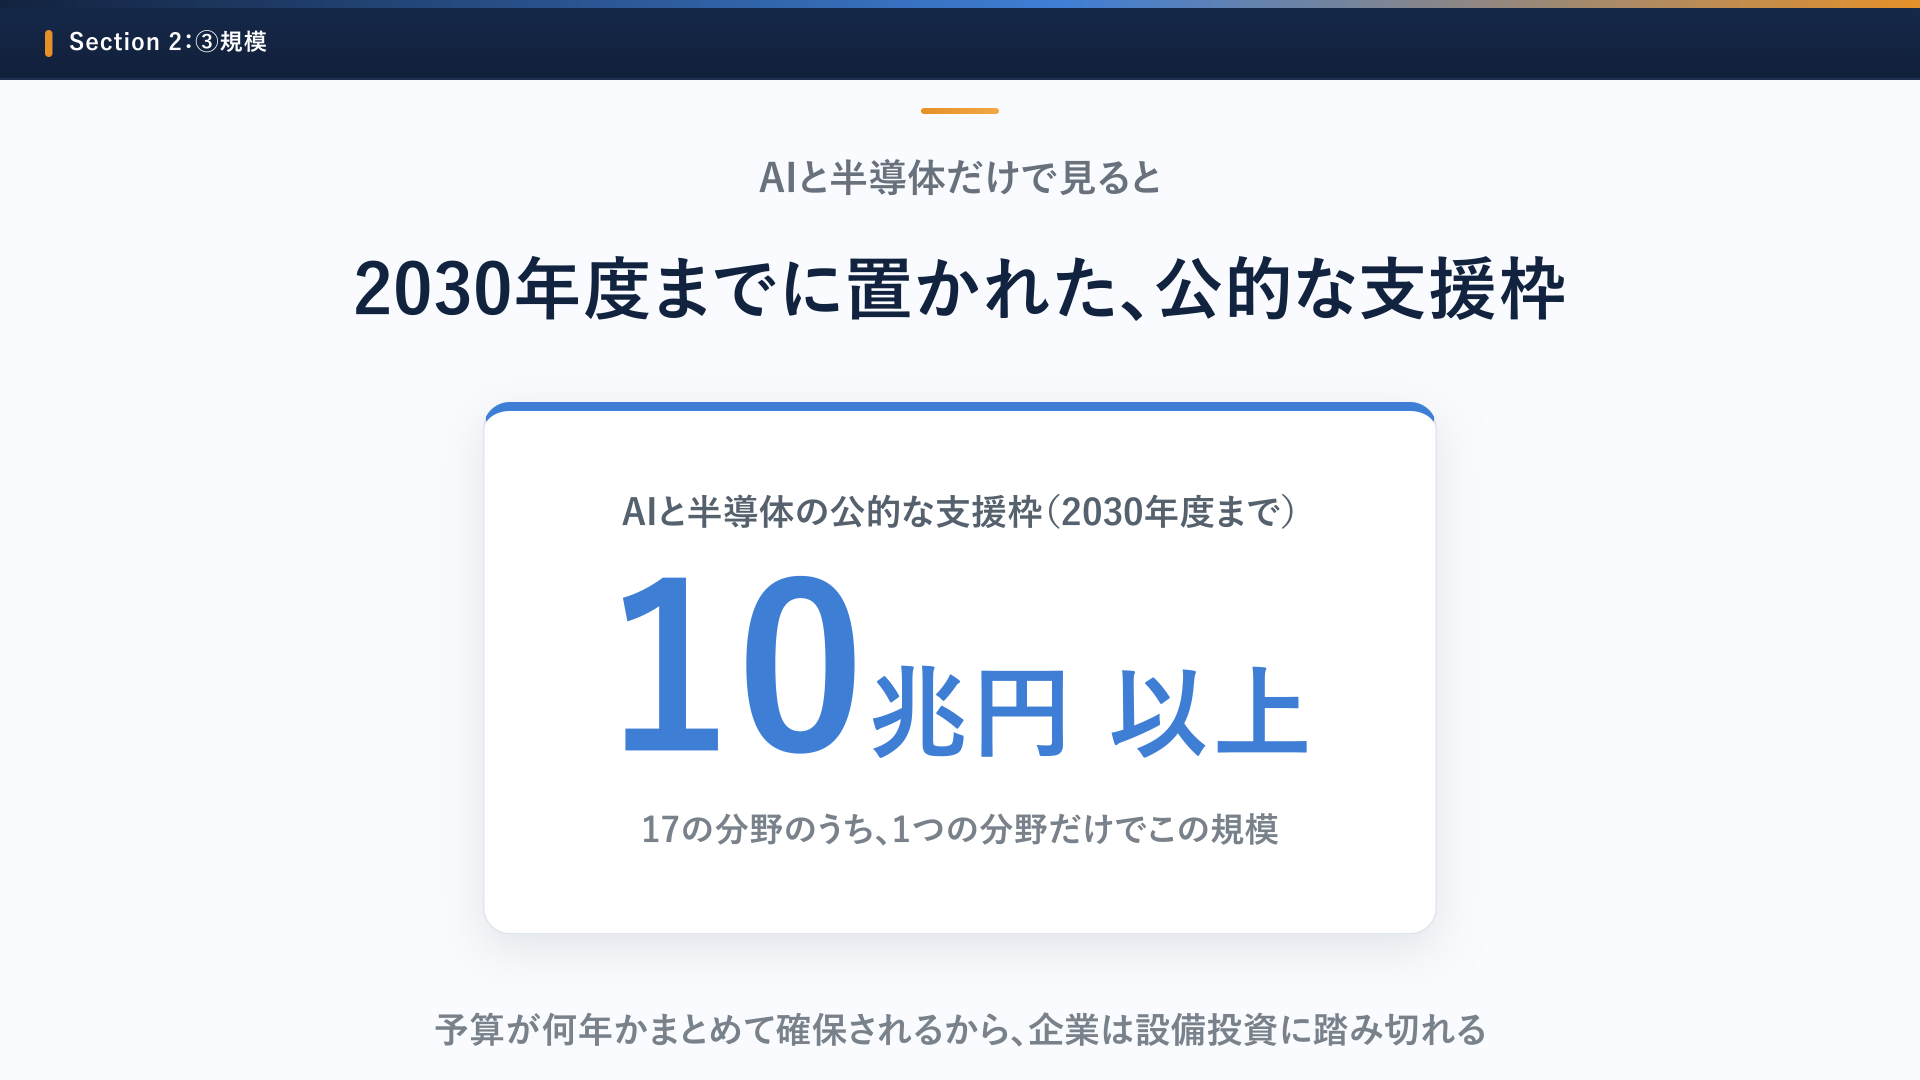 Section 2：③規模
AIと半導体だけで見ると
2030年度までに置かれた、公的な支援枠
AIと半導体の公的な支援枠（2030年度まで）
10兆円 以上
17の分野のうち、1つの分野だけでこの規模
予算が何年かまとめて確保されるから、企業は設備投資に踏み切れる